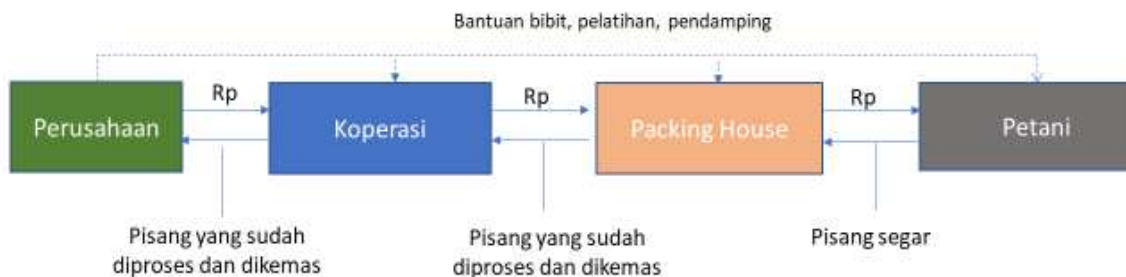 Bantuan bibit, pelatihan, pendamping
Rp
Rp
Rp
Perusahaan
Koperasi
Packing House
Petani
Pisang yang sudah
diproses dan dikemas
Pisang yang sudah
diproses dan dikemas
Pisang segar